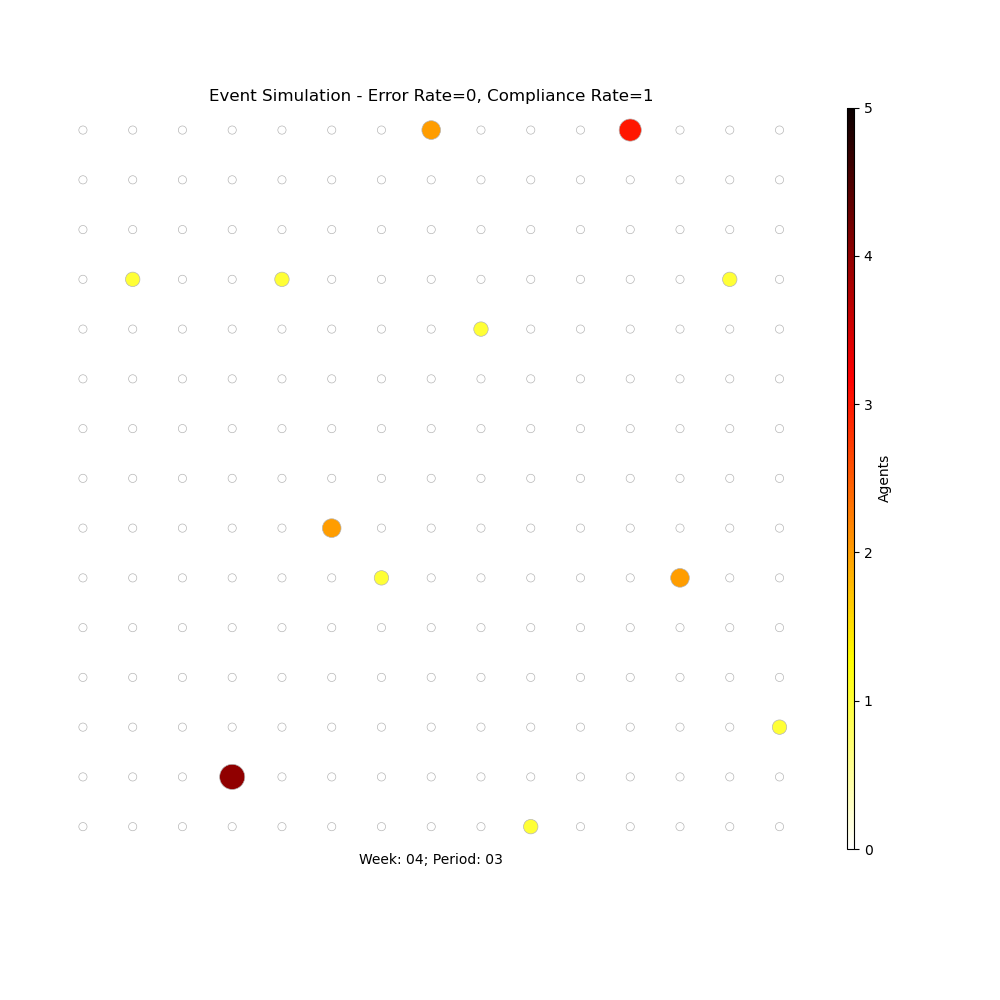 Event Simulation - Error Rate=0, Compliance Rate=1
5
4
3
Agents
2
1
0
Week: 04; Period: 03